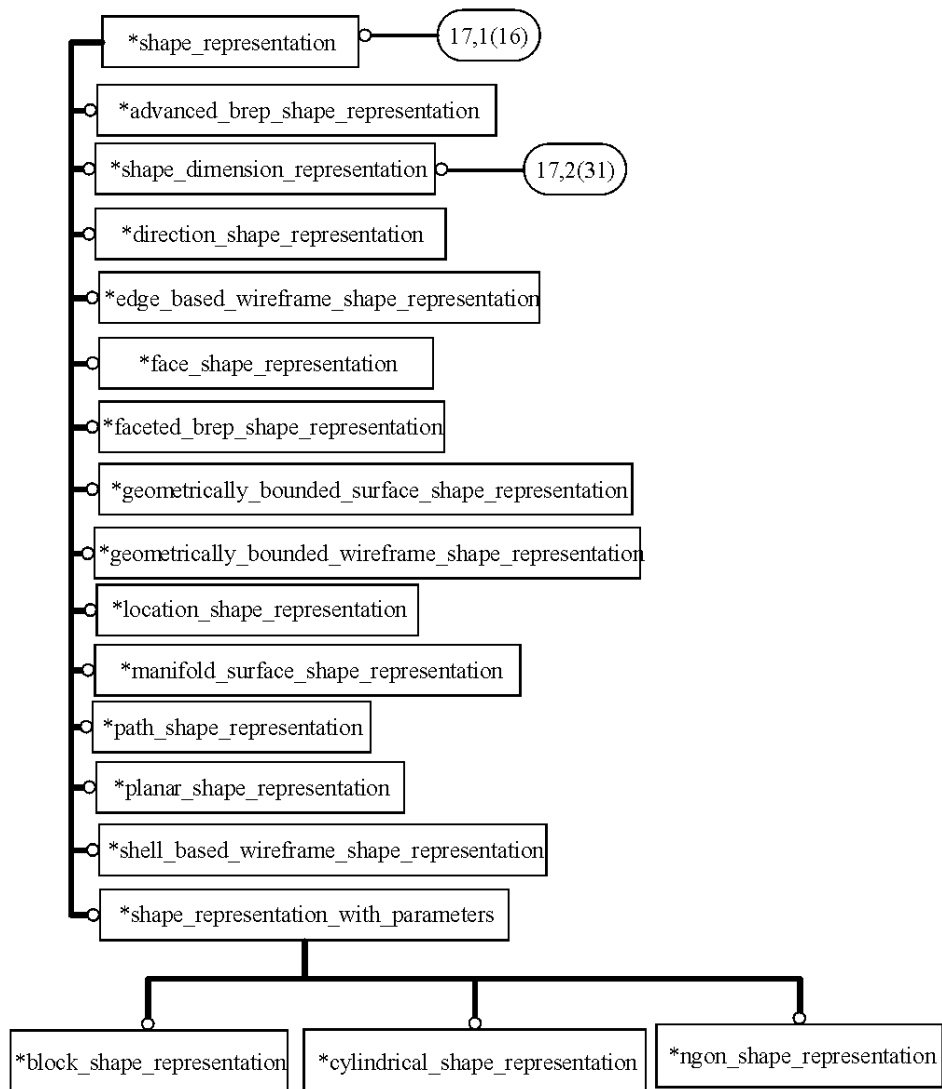 *shape_representation
17,1(16)
*advanced_brep_shape_representation
*shape_dimension_representation
17,2(31)
*direction_shape_representation
*edge_based_wireframe_shape_representation
*face_shape_representation
*faceted_brep_shape_representation
*geometrically_bounded_surface_shape_representation
*geometrically_bounded_wireframe_shape_representation
*location_shape_representation
*manifold_surface_shape_representation
*path_shape_representation
*planar_shape_representation
*shell_based_wireframe_shape_representation
*shape_representation_with_parameters
*block_shape_representation
*cylindrical_shape_representation
*ngon_shape_representation